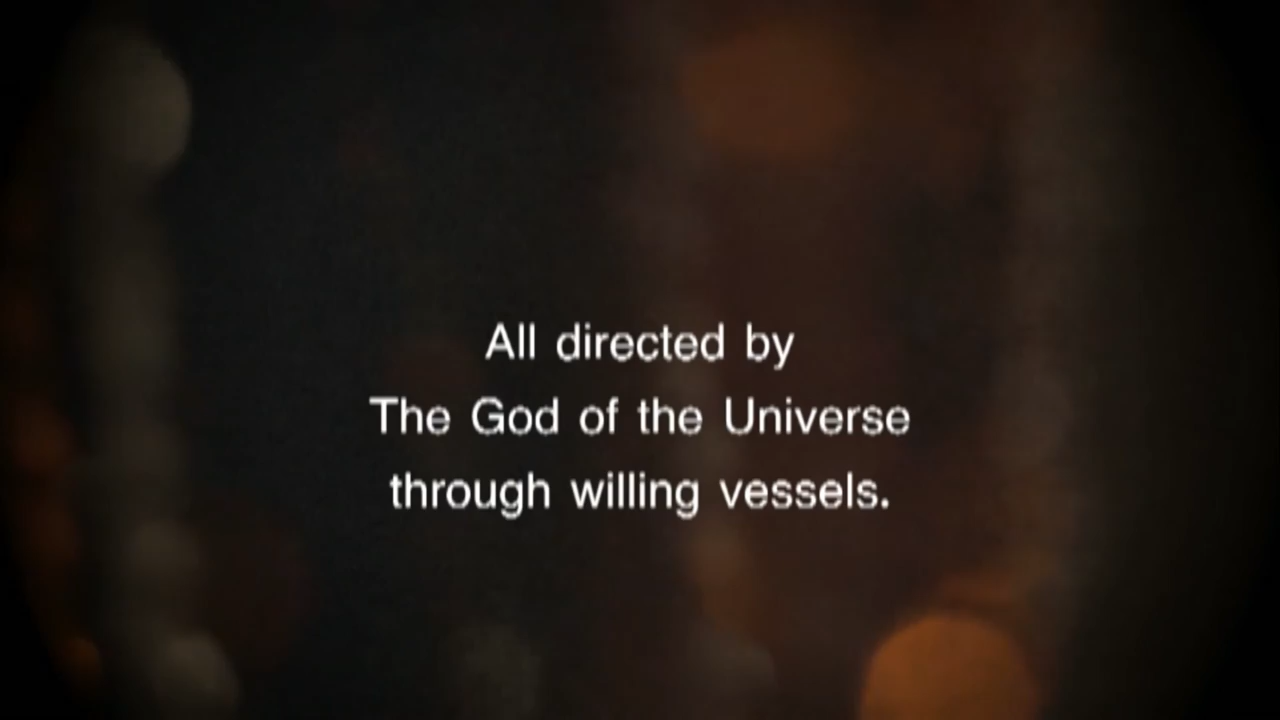 All directed by
The God of the Universe
through willing vessels.